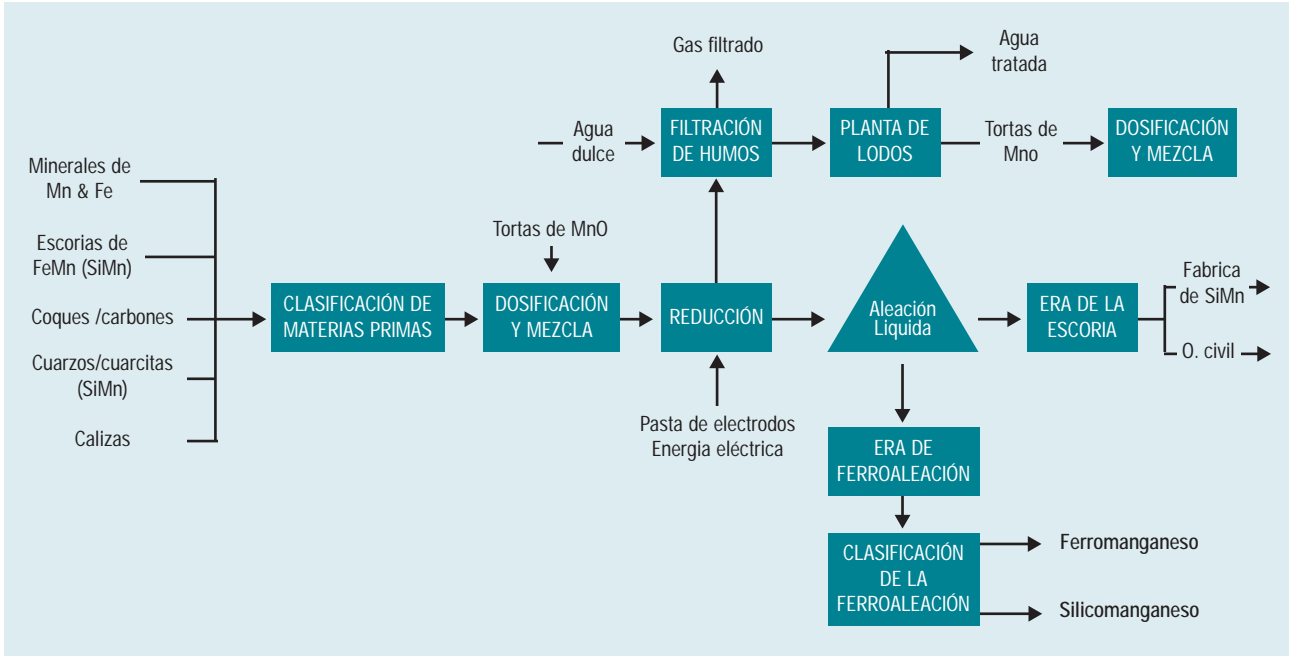 Gas filtrado
Agua
tratada
Agua
dulce
FILTRACIÓN
DE HUMOS
PLANTA DE
LODOS
Tortas de
Mno
DOSIFICACIÓN
Y MEZCLA
Minerales de
Mn & Fe
Escorias de
FeMn (SiMn)
Coques /carbones
Cuarzos/cuarcitas
(SiMn)
Calizas
CLASIFICACIÓN DE
MATERIAS PRIMAS
Tortas de MnO
DOSIFICACIÓN
Y MEZCLA
REDUCCIÓN
Pasta de electrodos
Energia eléctrica
Aleación
Liquida
ERA DE LA
ESCORIA
Fabrica
de SiMn
O. civil
ERA DE
FERROALEACIÓN
CLASIFICACIÓN
DE LA
FERROALEACIÓN
Ferromanganeso
Silicomanganeso